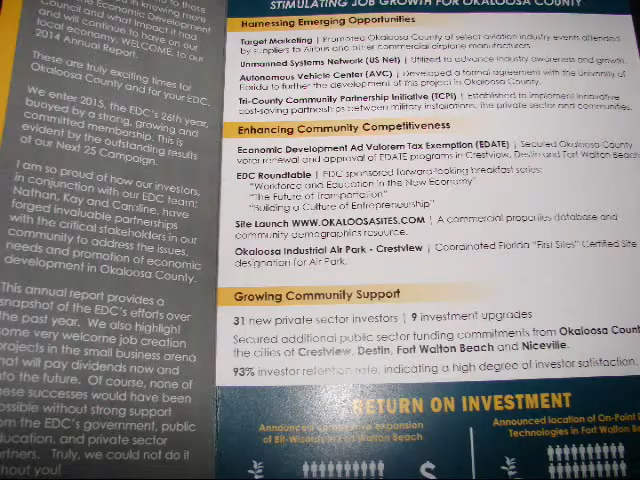 to those
in knowing more
the Economic Development
Council and what impact it had
and will continue to have on our
local economy, WELCOME to our
2014 Annual Report.
These are truly exciting times for
Okaloosa County and for your EDC.
We enter 2015, the EDC's 26th year,
buoyed by a strong, growing and
committed membership. This is
evident by the outstanding results
of our Next 25 Campaign.
I am so proud of how our investors,
in conjunction with our EDC team;
Nathan, Kay and Caroline, have
forged invaluable partnerships
with the critical stakeholders in our
community to address the issues,
needs and promotion of economic
development in Okaloosa County.
This annual report provides a
snapshot of the EDC's efforts over
the past year. We also highlight
some very welcome job creation
projects in the small business arena
that will pay dividends now and
into the future. Of course, none of
these successes would have been
possible without strong support
from the EDC's government, public
education, and private sector
partners. Truly, we could not do it
without you!
STIMULATING JOB GROWTH FOR OKALOOSA COUNTY
Harnessing Emerging Opportunities
Target Marketing | Promoted Okaloosa County at select aviation industry events attended
by suppliers to Airbus and other commercial airplane manufacturers.
Unmanned Systems Network (US Net) | Utilized to advance industry awareness and growth.
Autonomous Vehicle Center (AVC) | Developed a formal agreement with the University of
Florida to further the development of this project in Okaloosa County.
Tri-County Community Partnership Initiative (TCPI) | Established to implement innovative
cost-saving partnerships between military installations, the private sector and communities.
Enhancing Community Competitiveness
Economic Development Ad Valorem Tax Exemption (EDATE) | Secured Okaloosa County
voter renewal and approval of EDATE programs in Crestview, Destin and Fort Walton Beach
EDC Roundtable | EDC sponsored forward-looking breakfast series:
"Workforce and Education in the New Economy"
"The Future of Transportation"
"Building a Culture of Entrepreneurship"
Site Launch WWW.OKALOOSASITES.COM | A commercial properties database and
community demographics resource.
Okaloosa Industrial Air Park - Crestview | Coordinated Florida "First Sites" Certified Site
designation for Air Park.
Growing Community Support
31 new private sector investors | 9 investment upgrades
Secured additional public sector funding commitments from Okaloosa Count
the cities of Crestview, Destin, Fort Walton Beach and Niceville.
93% investor retention rate, indicating a high degree of investor satisfaction.
RETURN ON INVESTMENT
Announced expansion
of Bit-Wizards in Fort Walton Beach
$
Announced location of On-Point
Technologies in Fort Walton B